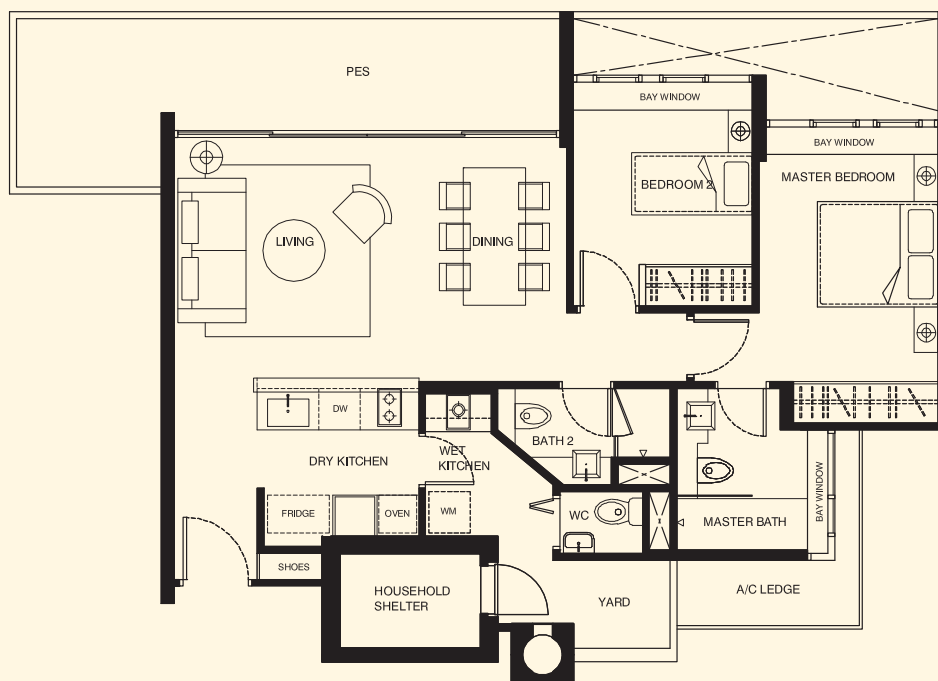 PES
BAY WINDOW
BAY WINDOW
BEDROOM 2
MASTER BEDROOM
LIVING
DINING
DW
DRY KITCHEN
WET
KITCHEN
BATH 2
FRIDGE
OVEN
WM
WC
MASTER BATH
BAY WINDOW
SHOES
HOUSEHOLD
SHELTER
YARD
A/C LEDGE